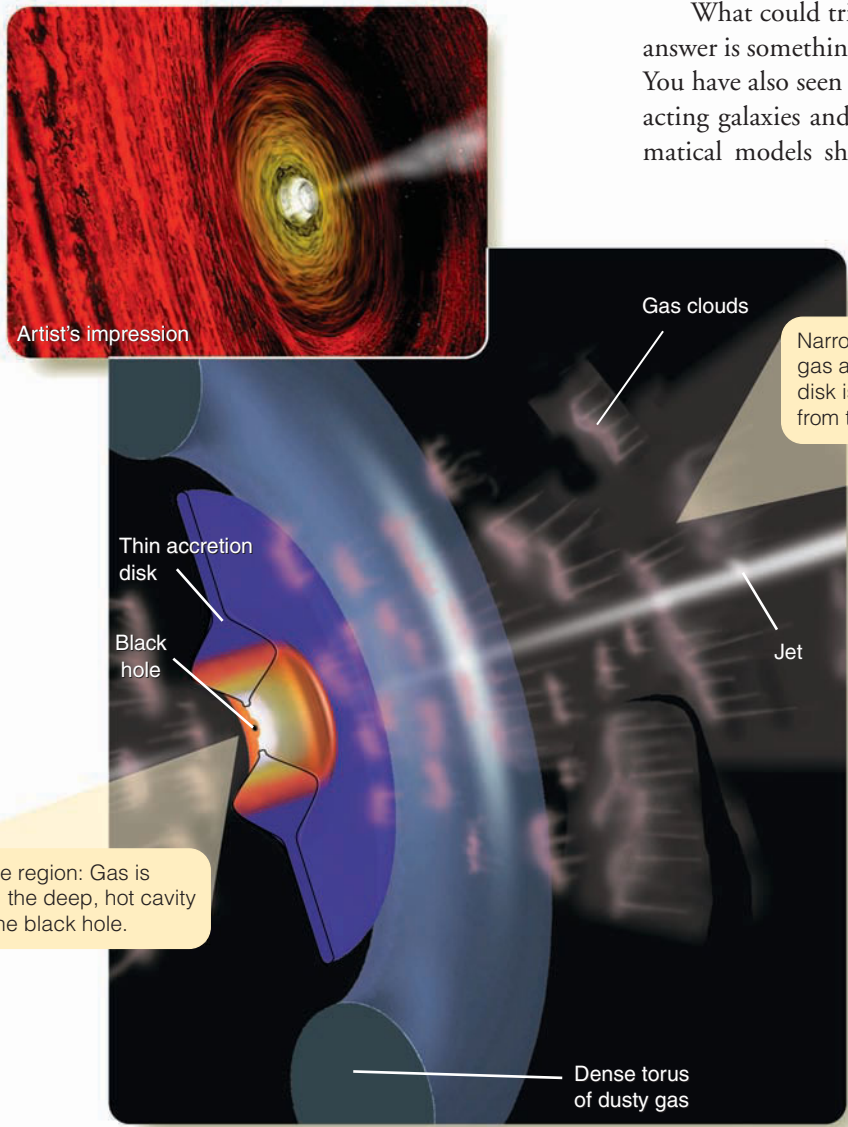 What could
answer is somethin
You have also seen
acting galaxies and
matical models sh
Artist's impression
Gas clouds
gas a
disk is
from t
Thin accretion
disk
Black
hole
Jet
e region: Gas is
the deep, hot cavity
he black hole.
Dense torus
of dusty gas